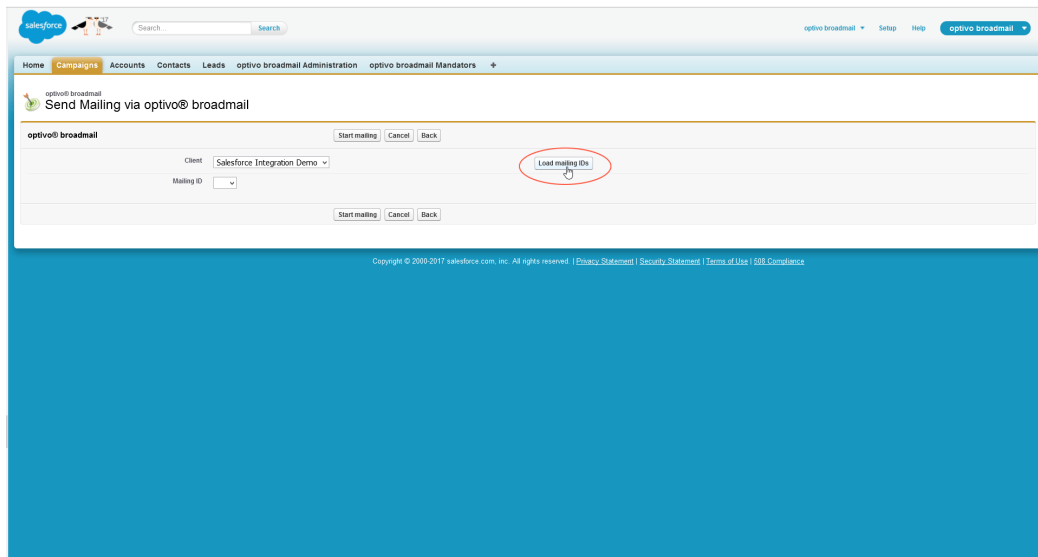 salesforce Search... Search optivo broadmail Setup Help optivo broadmail
Home Campaigns Accounts Contacts Leads optivo broadmail Administration optivo broadmail Mandators +
optivo® broadmail
Send Mailing via optivo® broadmail
optivo® broadmail Start mailing Cancel Back
Client Salesforce Integration Demo Load mailing IDs
Mailing ID
Start mailing Cancel Back
Copyright © 2000-2017 salesforce.com, inc. All rights reserved. | Privacy Statement | Security Statement | Terms of Use | 508 Compliance